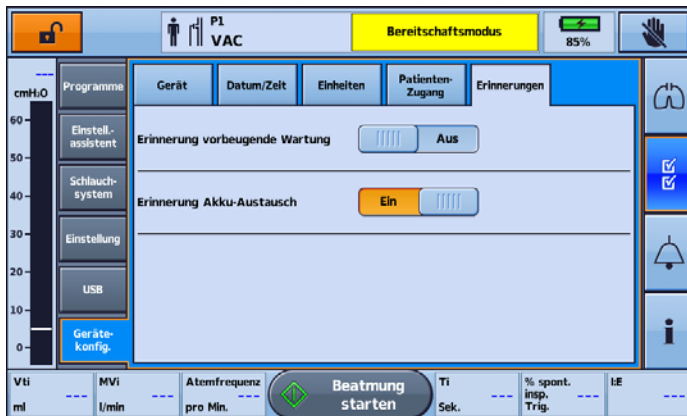 P1
VAC
Bereitschaftsmodus
85%
---
cmH₂O
60
50
40
30
20
10
0
Programme
Einstell.-
assistent
Schlauch-
system
Einstellung
USB
Geräte-
konfig.
Gerät
Datum/Zeit
Einheiten
Patienten-
Zugang
Erinnerungen
Erinnerung vorbeugende Wartung
Aus
Erinnerung Akku-Austausch
Ein
i
Vti
---
ml
MVi
---
l/min
Atemfrequenz
---
pro Min.
Beatmung
starten
Ti
---
Sek.
% spont.
insp. ---
Trig.
I:E
---